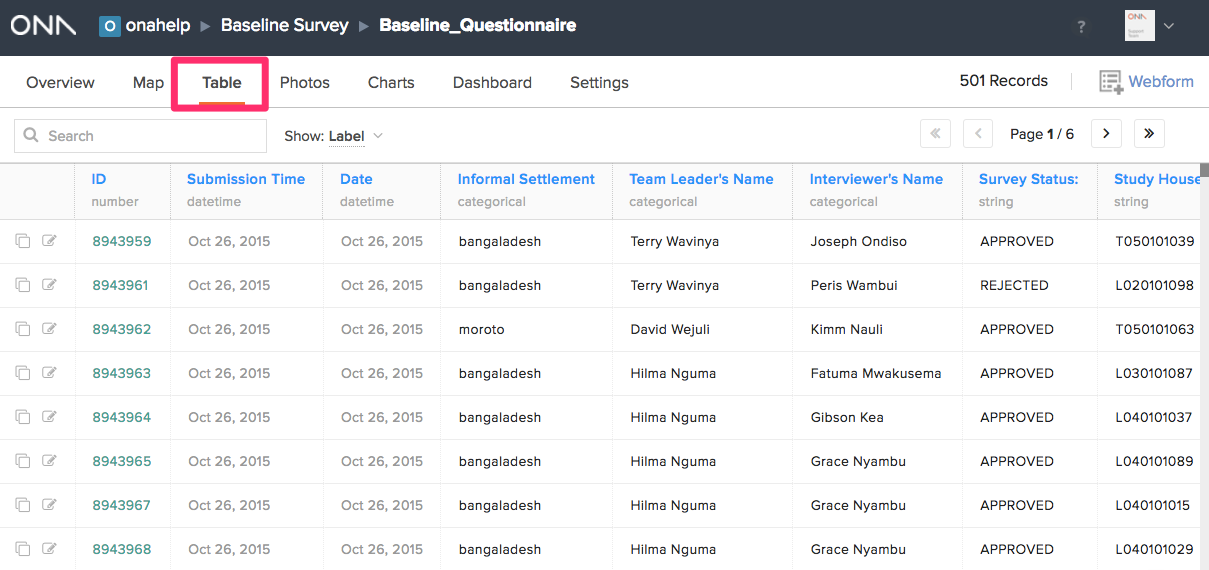 ONA onahelp Baseline Survey Baseline_Questionnaire ?
Overview Map Table Photos Charts Dashboard Settings 501 Records Webform
Search Show: Label Page 1 / 6
ID Submission Time Date Informal Settlement Team Leader's Name Interviewer's Name Survey Status: Study House
number datetime datetime categorical categorical categorical string string
8943959 Oct 26, 2015 Oct 26, 2015 bangaladesh Terry Wavinya Joseph Ondiso APPROVED T050101039
8943961 Oct 26, 2015 Oct 26, 2015 bangaladesh Terry Wavinya Peris Wambui REJECTED L020101098
8943962 Oct 26, 2015 Oct 26, 2015 moroto David Wejuli Kimm Nauli APPROVED T050101063
8943963 Oct 26, 2015 Oct 26, 2015 bangaladesh Hilma Nguma Fatuma Mwakusema APPROVED L030101087
8943964 Oct 26, 2015 Oct 26, 2015 bangaladesh Hilma Nguma Gibson Kea APPROVED L040101037
8943965 Oct 26, 2015 Oct 26, 2015 bangaladesh Hilma Nguma Grace Nyambu APPROVED L040101089
8943967 Oct 26, 2015 Oct 26, 2015 bangaladesh Hilma Nguma Grace Nyambu APPROVED L040101015
8943968 Oct 26, 2015 Oct 26, 2015 bangaladesh Hilma Nguma Grace Nyambu APPROVED L040101029